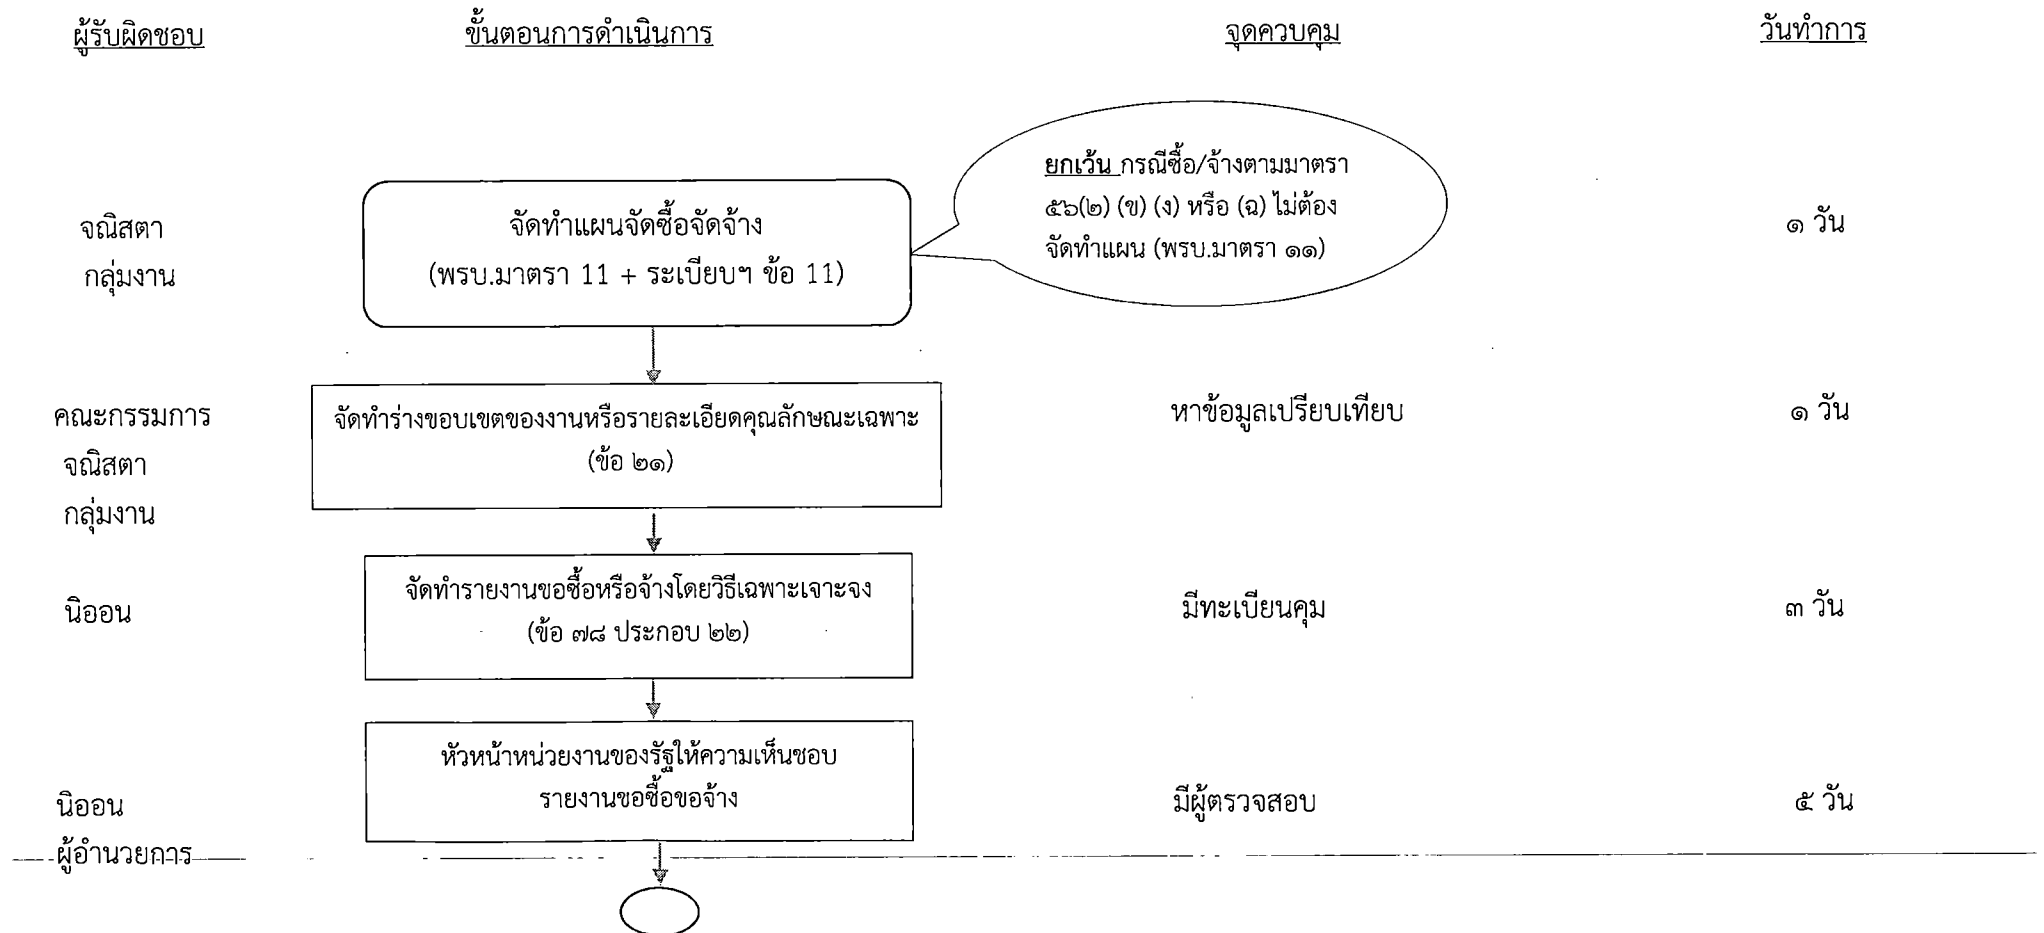 ผู้รับผิดชอบ ขั้นตอนการดำเนินการ จุดควบคุม วันทำการ
จณิสตา
กลุ่มงาน
จัดทำแผนจัดซื้อจัดจ้าง
(พรบ.มาตรา 11 + ระเบียบฯ ข้อ 11)
ยกเว้น กรณีซื้อ/จ้างตามมาตรา
๕๖(๒) (ข) (ง) หรือ (ฉ) ไม่ต้อง
จัดทำแผน (พรบ.มาตรา ๑๑)
๑ วัน
คณะกรรมการ
จณิสตา
กลุ่มงาน
จัดทำร่างขอบเขตของงานหรือรายละเอียดคุณลักษณะเฉพาะ
(ข้อ ๒๑)
หาข้อมูลเปรียบเทียบ
๑ วัน
นิออน
จัดทำรายงานขอซื้อหรือจ้างโดยวิธีเฉพาะเจาะจง
(ข้อ ๗๘ ประกอบ ๒๒)
มีทะเบียนคุม
๓ วัน
นิออน
ผู้อำนวยการ
หัวหน้าหน่วยงานของรัฐให้ความเห็นชอบ
รายงานขอซื้อขอจ้าง
มีผู้ตรวจสอบ
๕ วัน